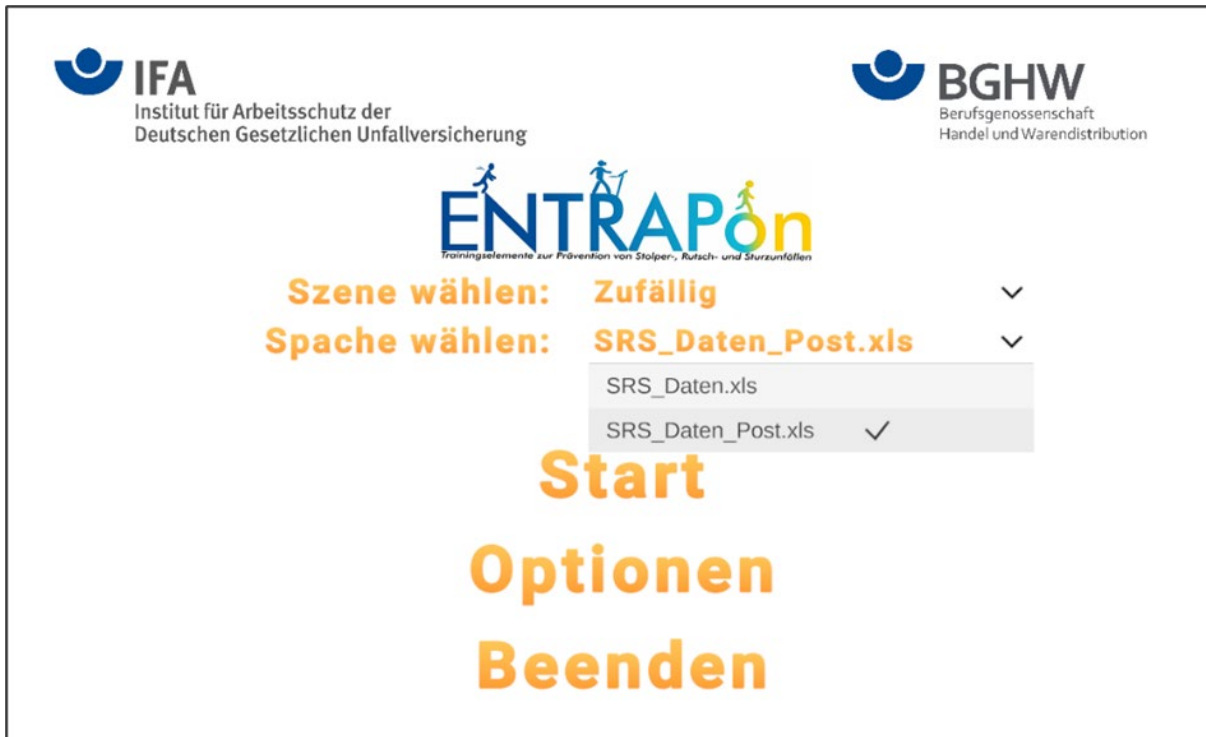 IFA
Institut für Arbeitsschutz der
Deutschen Gesetzlichen Unfallversicherung
BGHW
Berufsgenossenschaft
Handel und Warendistribution
ENTRAPon
Trainingselemente zur Prävention von Stolper-, Rutsch- und Sturzunfällen
Szene wählen: Zufällig
Spache wählen: SRS_Daten_Post.xls
SRS_Daten.xls
SRS_Daten_Post.xls
Start
Optionen
Beenden